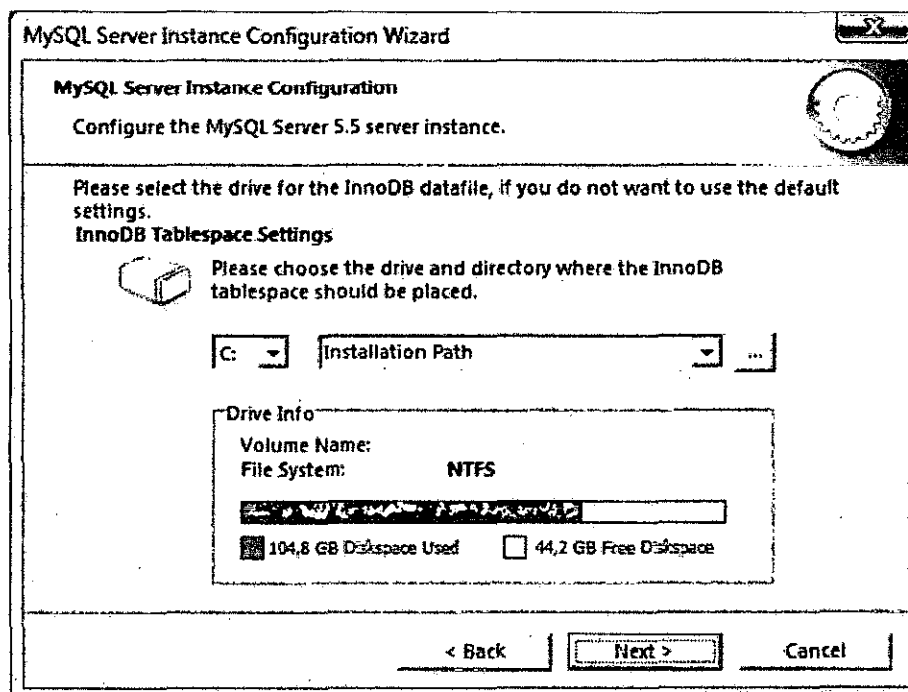 MySQL Server Instance Configuration Wizard
MySQL Server Instance Configuration
Configure the MySQL Server 5.5 server instance.
Please select the drive for the InnoDB datafile, if you do not want to use the default
settings.
InnoDB Tablespace Settings
Please choose the drive and directory where the InnoDB
tablespace should be placed.
C: Installation Path ...
Drive Info
Volume Name:
File System: NTFS
104,8 GB Diskspace Used 44,2 GB Free Diskspace
< Back Next > Cancel